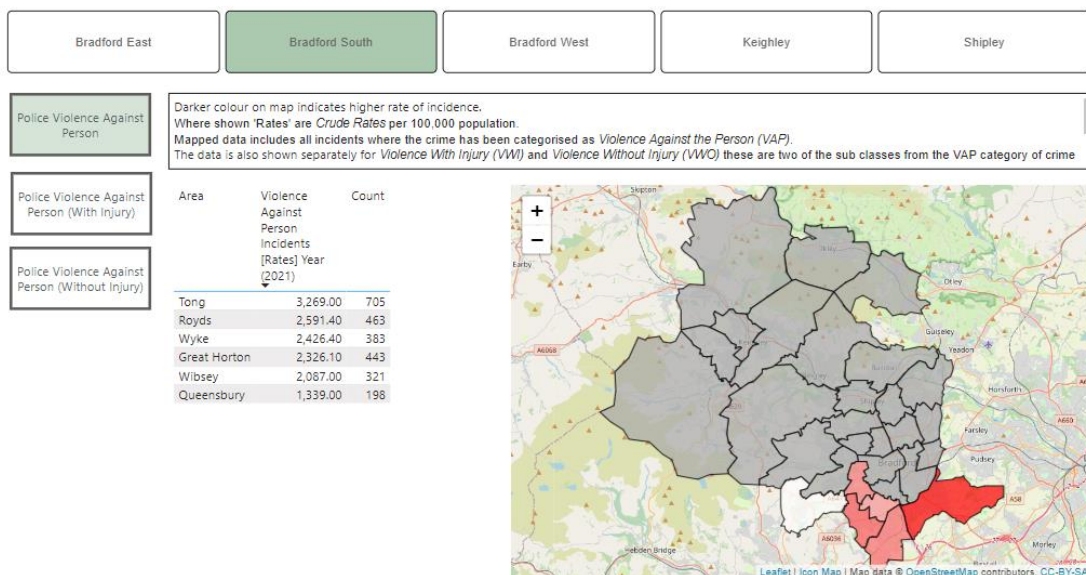 Bradford East
Bradford South
Bradford West
Keighley
Shipley
Police Violence Against
Person
Police Violence Against
Person (With Injury)
Police Violence Against
Person (Without Injury)
Darker colour on map indicates higher rate of incidence.
Where shown 'Rates' are Crude Rates per 100,000 population.
Mapped data includes all incidents where the crime has been categorised as Violence Against the Person (VAP).
The data is also shown separately for Violence With Injury (VWI) and Violence Without Injury (VWO) these are two of the sub classes from the VAP category of crime
Area Violence Count
Against
Person
Incidents
[Rates] Year
(2021)
Tong 3,269.00 705
Royds 2,591.40 463
Wyke 2,426.40 383
Great Horton 2,326.10 443
Wibsey 2,087.00 321
Queensbury 1,339.00 198
+
−
Skipton
Earby
Ilkley
Otley
Guiseley
Yeadon
A6068
Keighley
Horsforth
A660
Farsley
Pudsey
Bradford
A58
A6036
Morley
Hebden Bridge
Leaflet | Icon Map | Map data © OpenStreetMap contributors, CC-BY-SA